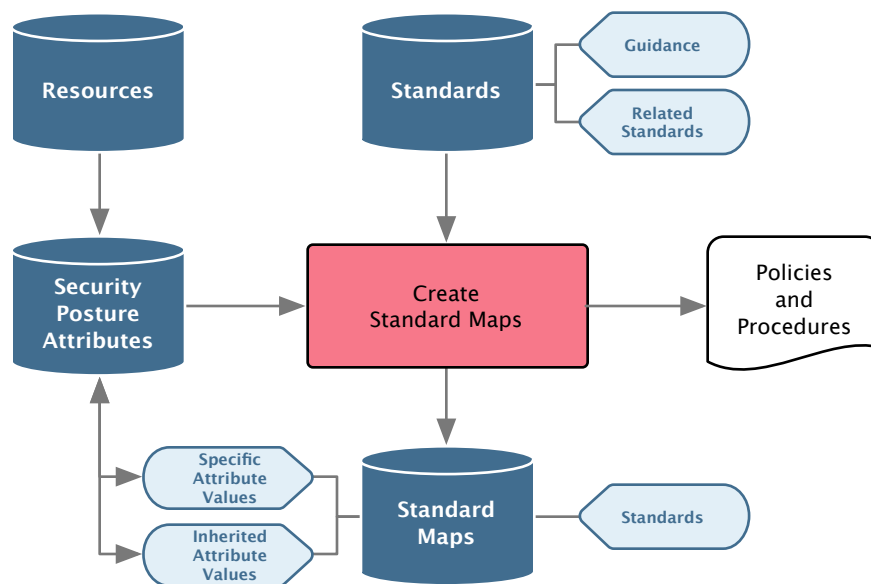 Resources
Standards
Guidance
Related
Standards
Security
Posture
Attributes
Create
Standard Maps
Policies
and
Procedures
Specific
Attribute
Values
Inherited
Attribute
Values
Standard
Maps
Standards